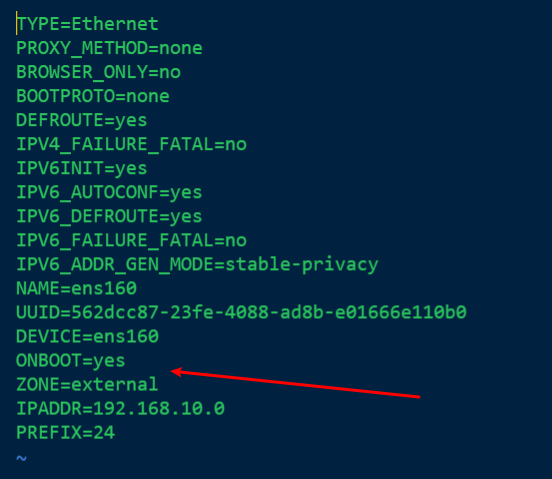 TYPE=Ethernet
PROXY_METHOD=none
BROWSER_ONLY=no
BOOTPROTO=none
DEFROUTE=yes
IPV4_FAILURE_FATAL=no
IPV6INIT=yes
IPV6_AUTOCONF=yes
IPV6_DEFROUTE=yes
IPV6_FAILURE_FATAL=no
IPV6_ADDR_GEN_MODE=stable-privacy
NAME=ens160
UUID=562dcc87-23fe-4088-ad8b-e01666e110b0
DEVICE=ens160
ONBOOT=yes
ZONE=external
IPADDR=192.168.10.0
PREFIX=24
~